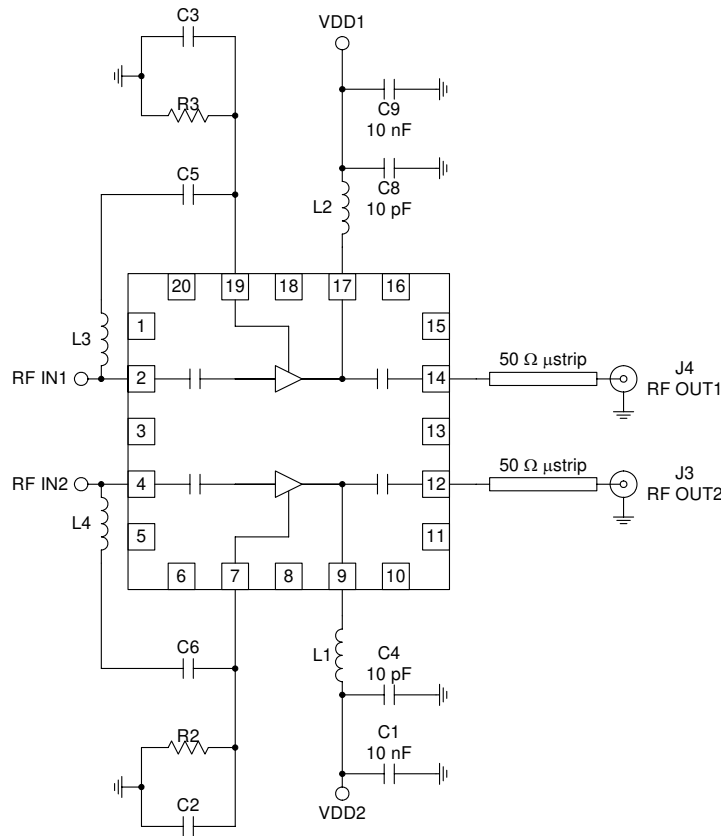 C3
VDD1
R3
C9
10 nF
C5
C8
10 pF
L2
20
19
18
17
16
L3
1
15
50 Ω μstrip
J4
RF IN1
2
14
RF OUT1
3
13
50 Ω μstrip
J3
RF IN2
4
12
RF OUT2
L4
5
11
6
7
8
9
10
C6
L1
C4
10 pF
R2
C1
10 nF
C2
VDD2